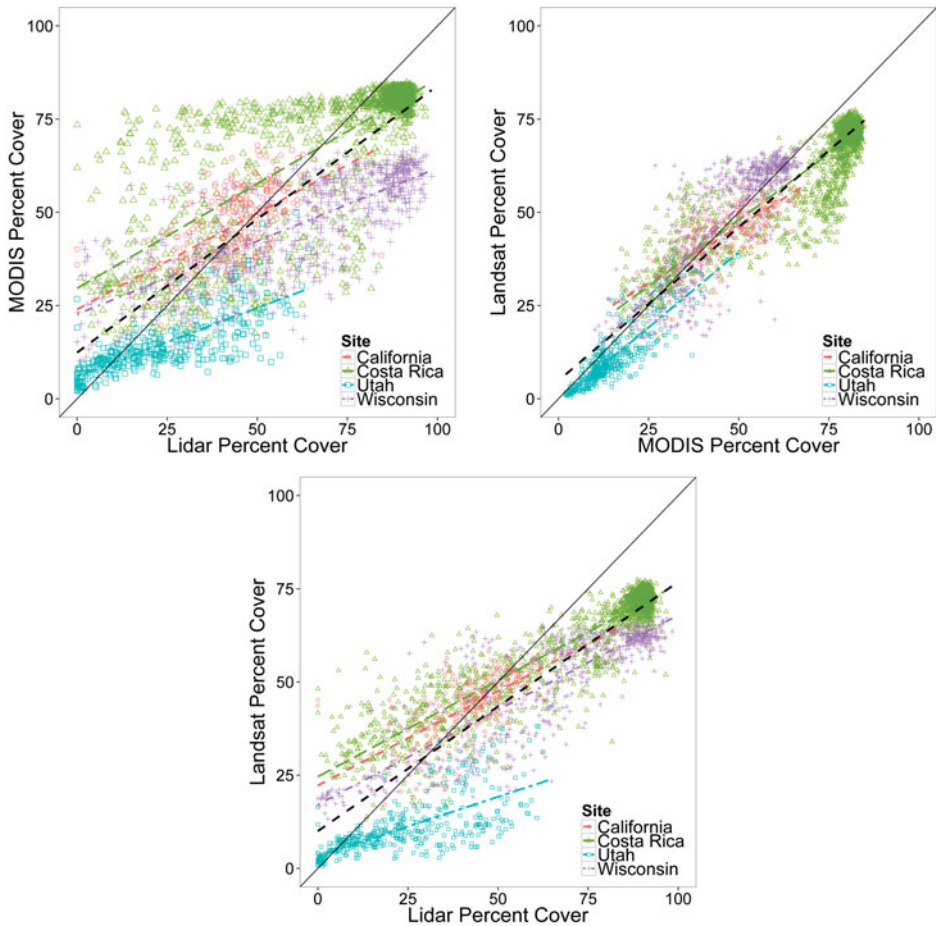 100
75
50
25
0
MODIS Percent Cover
0 25 50 75 100
Lidar Percent Cover
Site
California
Costa Rica
Utah
Wisconsin
100
75
50
25
0
Landsat Percent Cover
0 25 50 75 100
MODIS Percent Cover
Site
California
Costa Rica
Utah
Wisconsin
100
75
50
25
0
Landsat Percent Cover
0 25 50 75 100
Lidar Percent Cover
Site
California
Costa Rica
Utah
Wisconsin